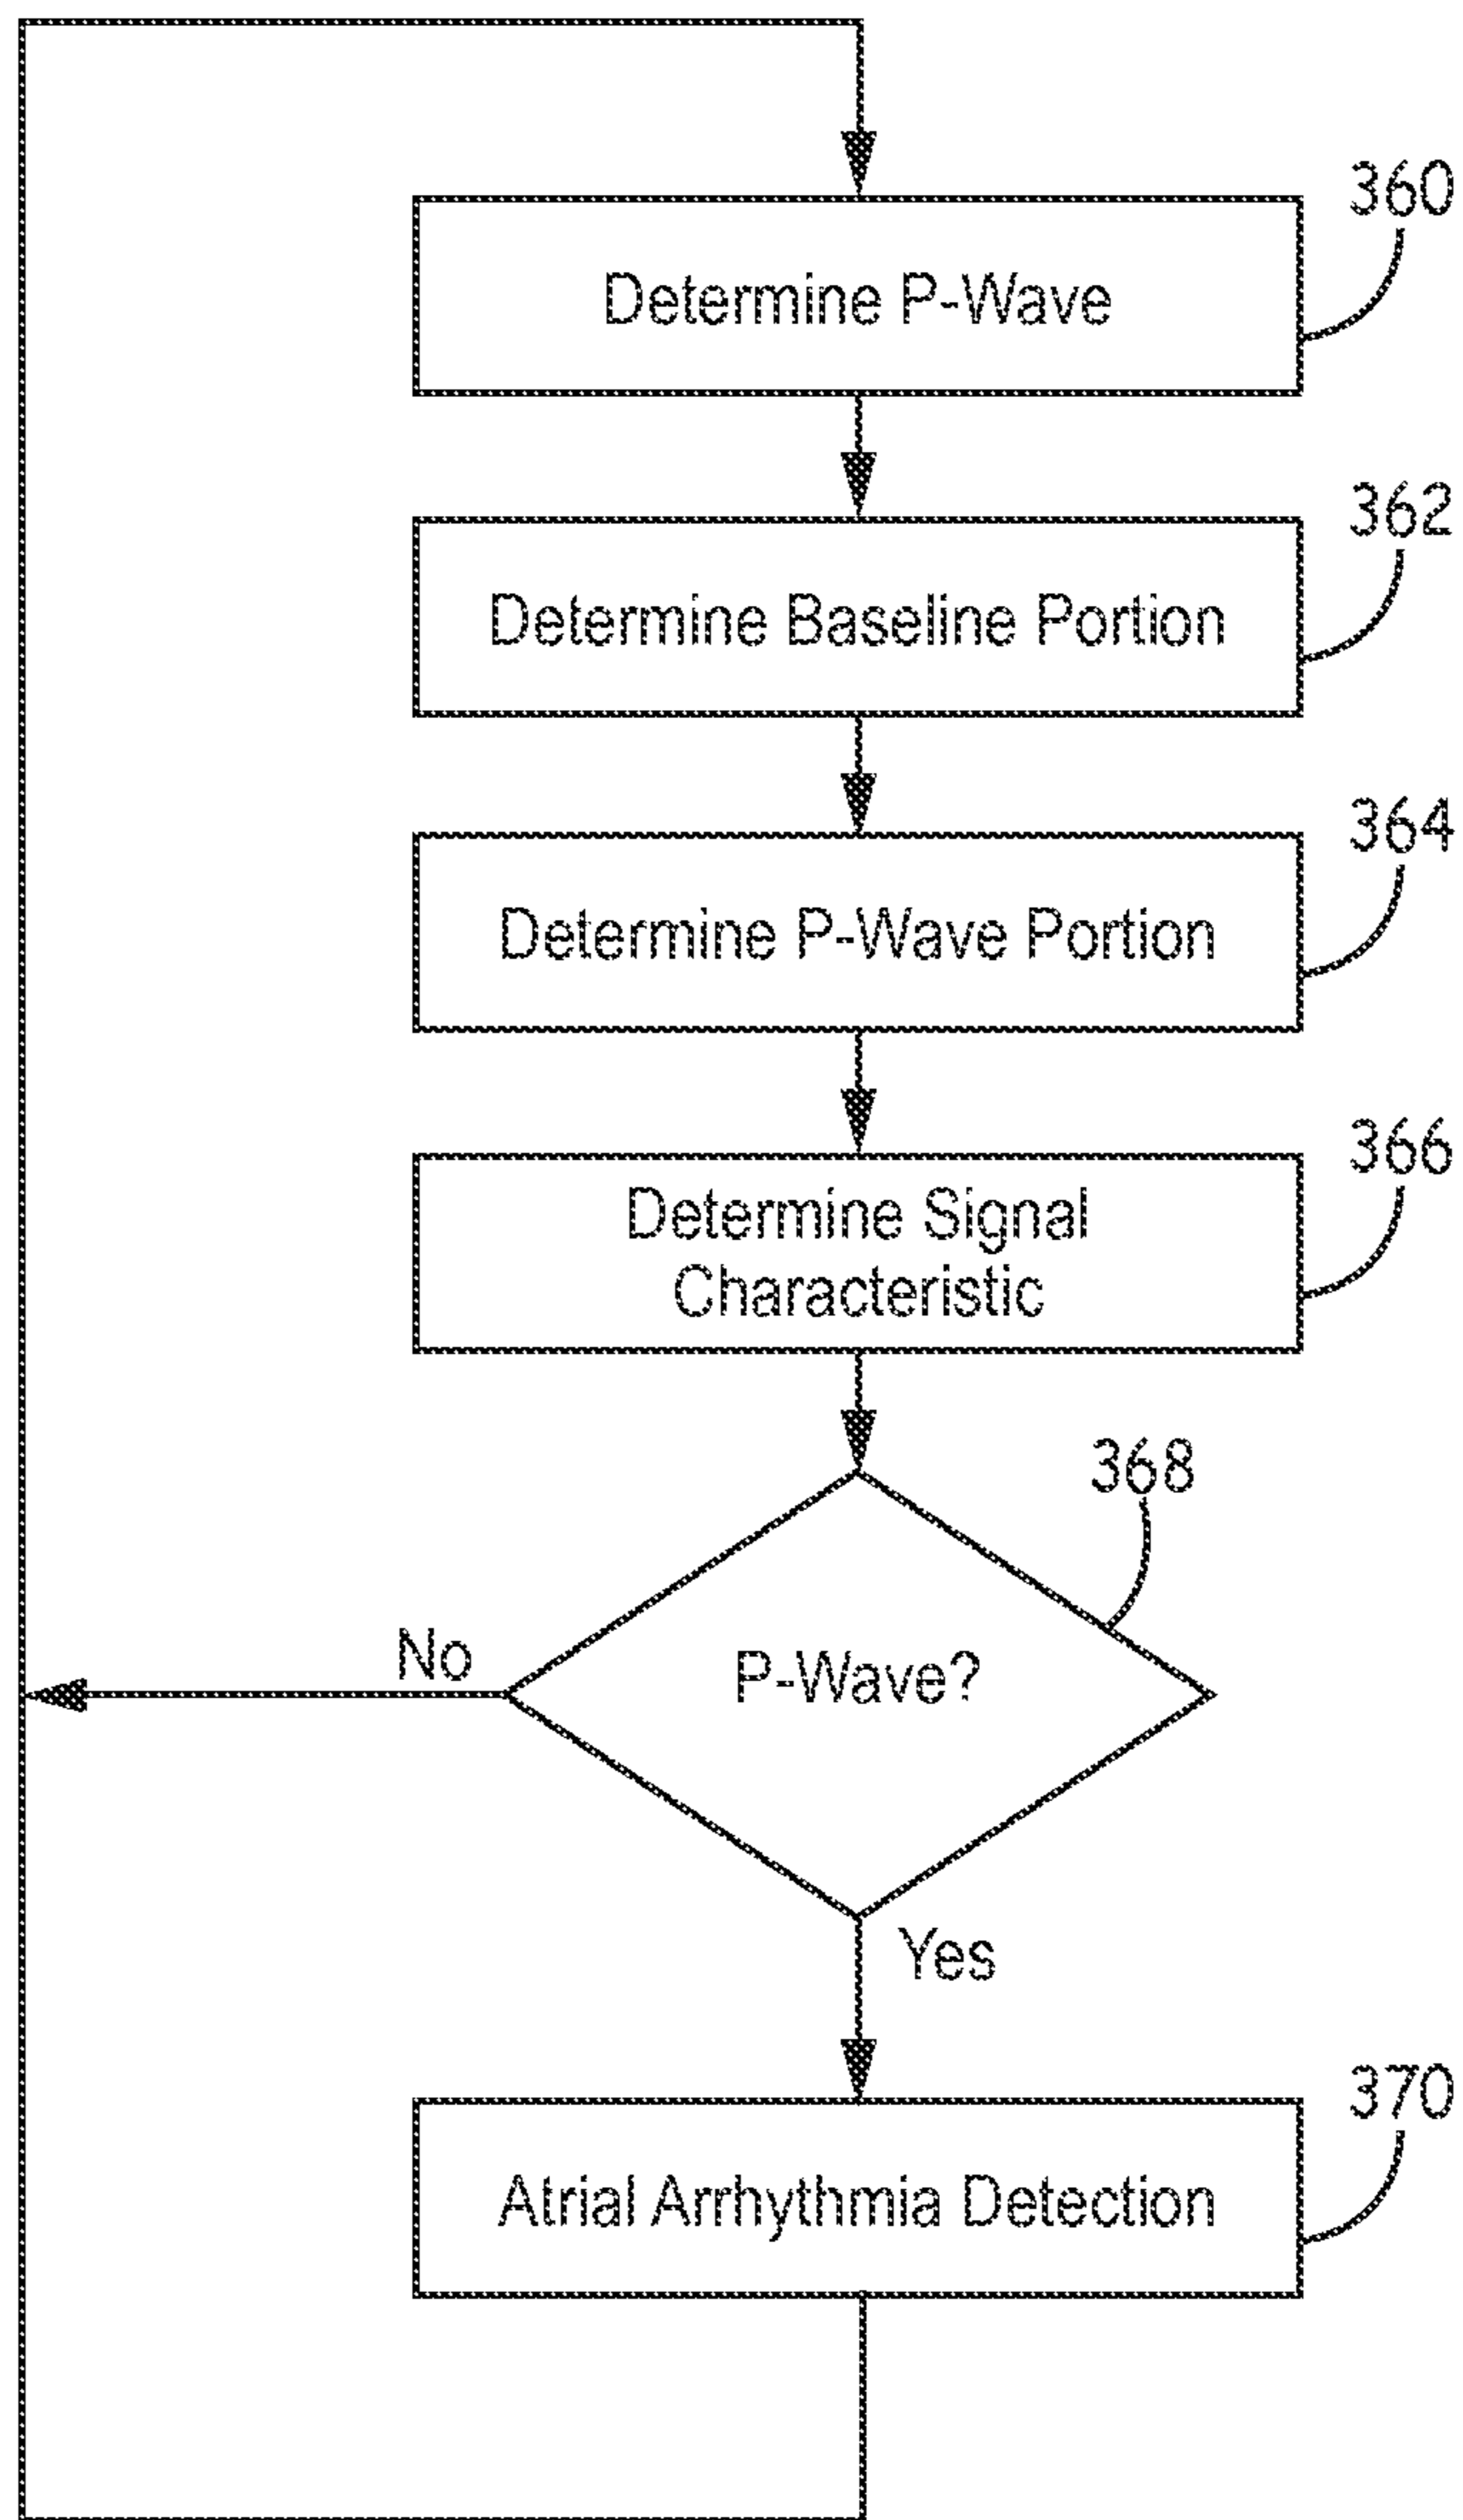 360
Determine P-Wave
362
Determine Baseline Portion
364
Determine P-Wave Portion
366
Determine Signal
Characteristic
368
No
P-Wave?
Yes
370
Atrial Arrhythmia Detection